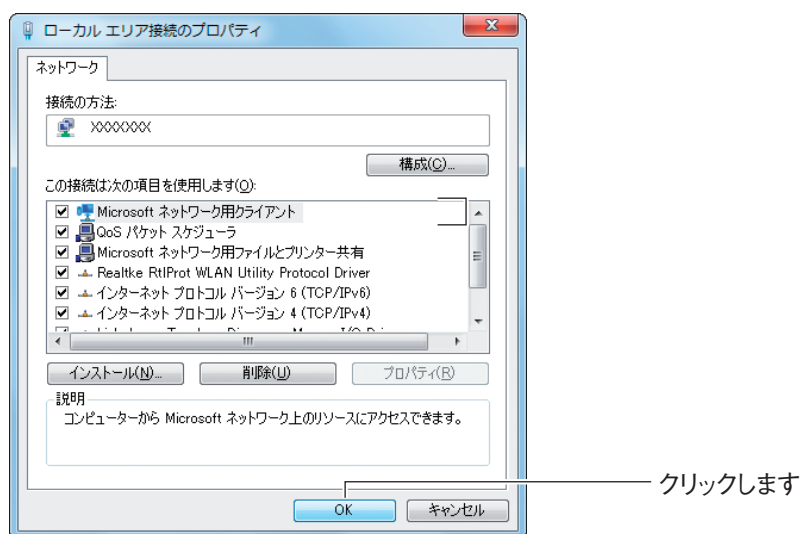 ローカル エリア接続のプロパティ
ネットワーク
接続の方法:
XXXXXXXX
構成(C)...
この接続は次の項目を使用します(O):
Microsoft ネットワーク用クライアント
QoS パケット スケジューラ
Microsoft ネットワーク用ファイルとプリンター共有
Realtke RtlProt WLAN Utility Protocol Driver
インターネット プロトコル バージョン 6 (TCP/IPv6)
インターネット プロトコル バージョン 4 (TCP/IPv4)
インストール(N)...
削除(U)
プロパティ(R)
説明
コンピューターから Microsoft ネットワーク上のリソースにアクセスできます。
クリックします
OK
キャンセル